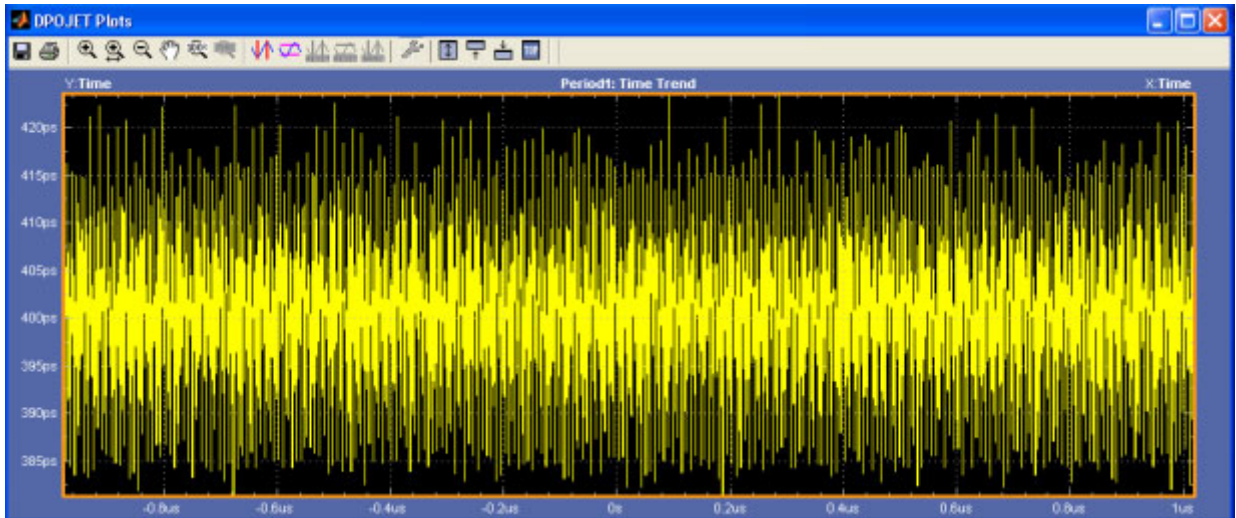 DPOJET Plots
Y:Time Period1: Time Trend X:Time
420ps
415ps
410ps
405ps
400ps
395ps
390ps
385ps
-0.8us -0.6us -0.4us -0.2us 0s 0.2us 0.4us 0.6us 0.8us 1us